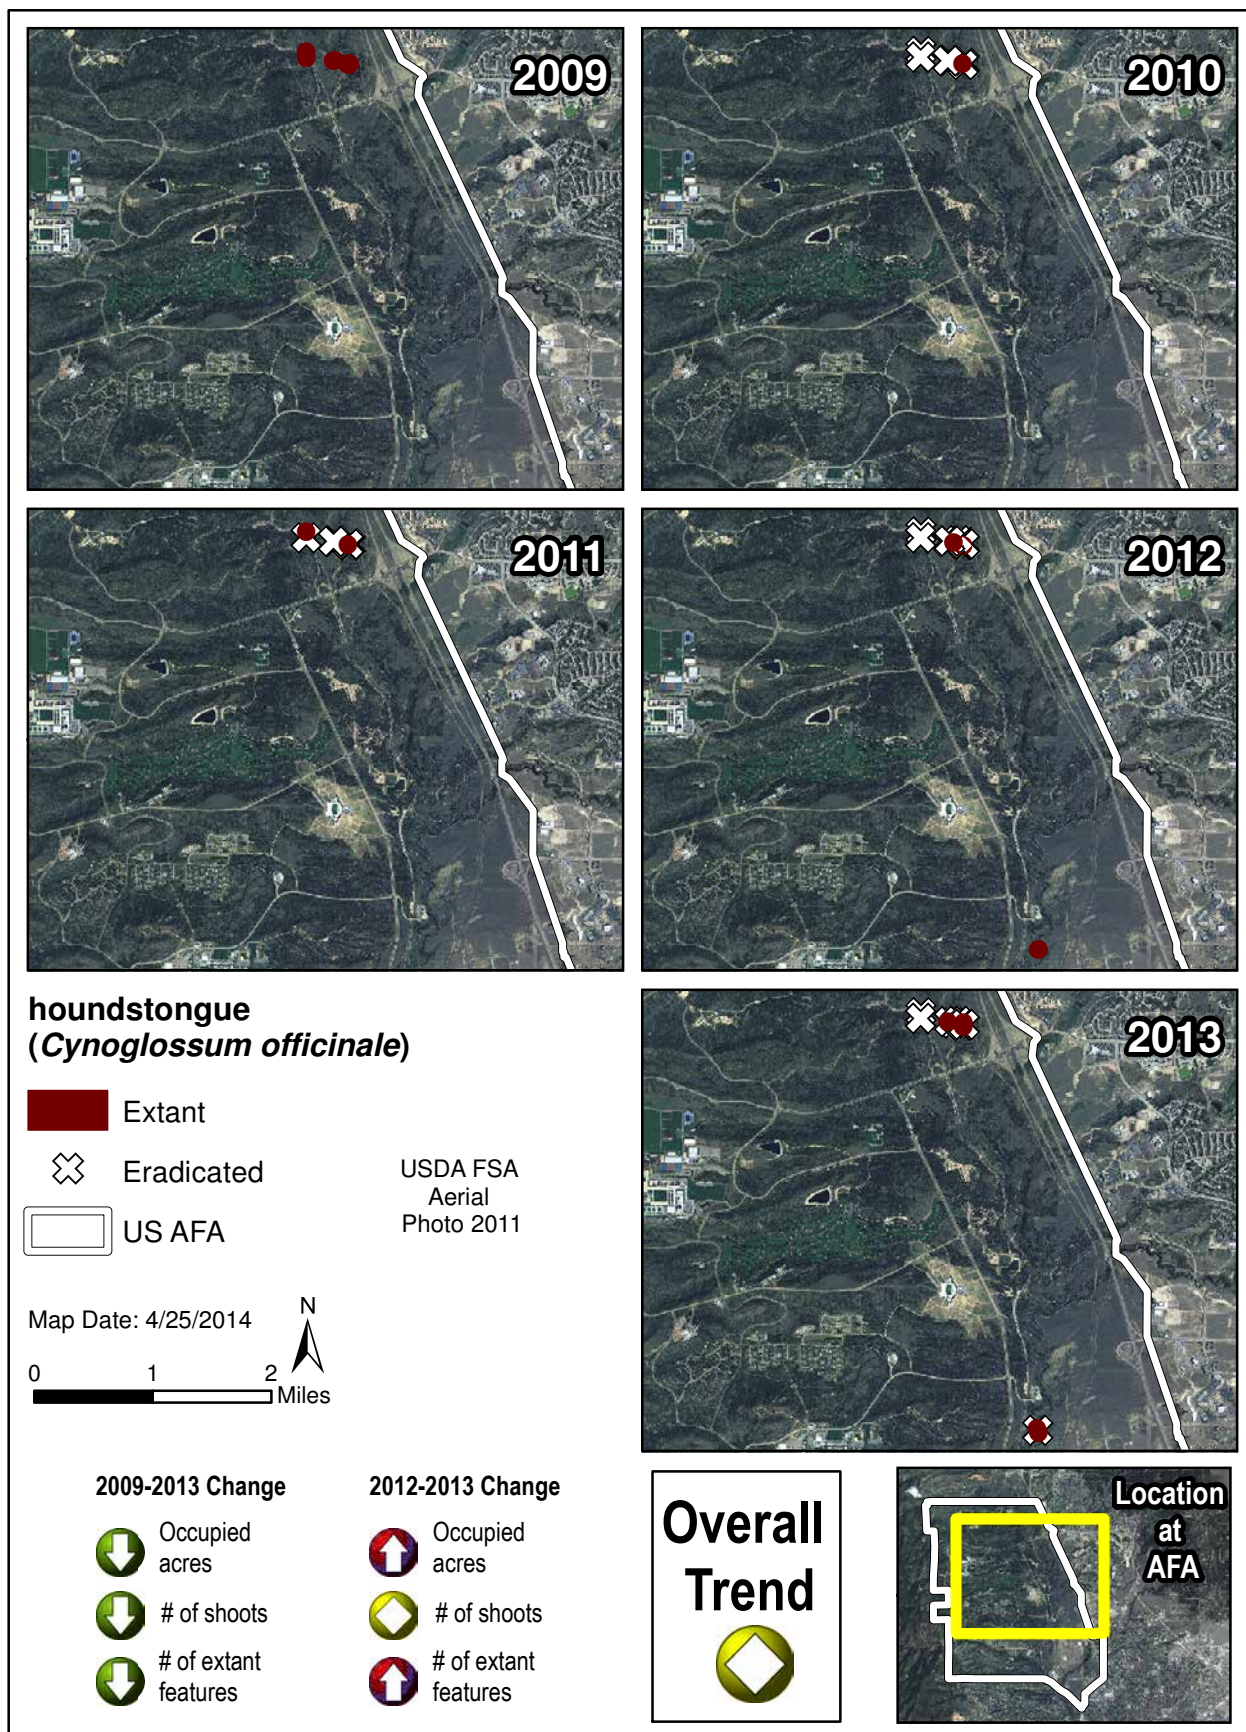 2009
2010
2011
2012
houndstongue
(Cynoglossum officinale)
Extant
Eradicated
US AFA
USDA FSA
Aerial
Photo 2011
Map Date: 4/25/2014
N
0 1 2
Miles
2013
2009-2013 Change
Occupied
acres
# of shoots
# of extant
features
2012-2013 Change
Occupied
acres
# of shoots
# of extant
features
Overall
Trend
Location
at
AFA